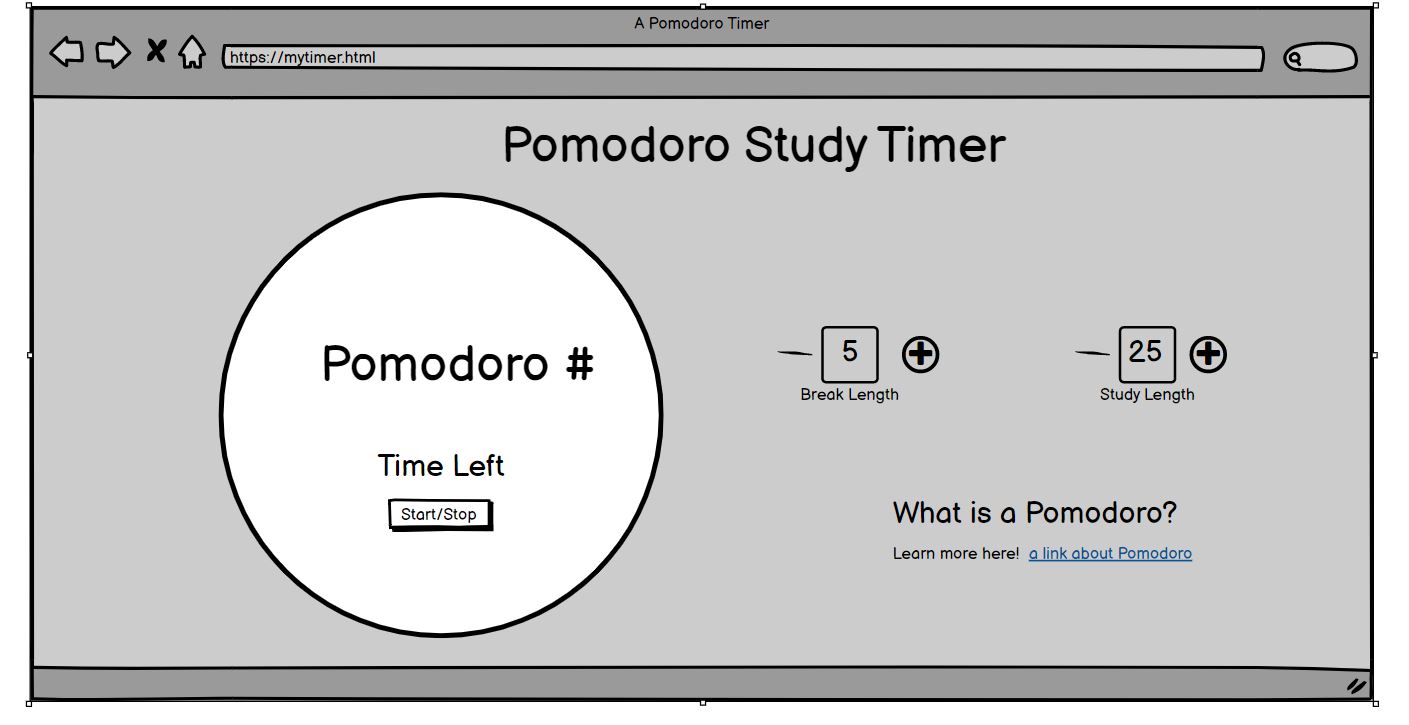 A Pomodoro Timer
https://mytimer.html
Pomodoro Study Timer
Pomodoro #
Time Left
Start/Stop
5
Break Length
25
Study Length
What is a Pomodoro?
Learn more here! a link about Pomodoro